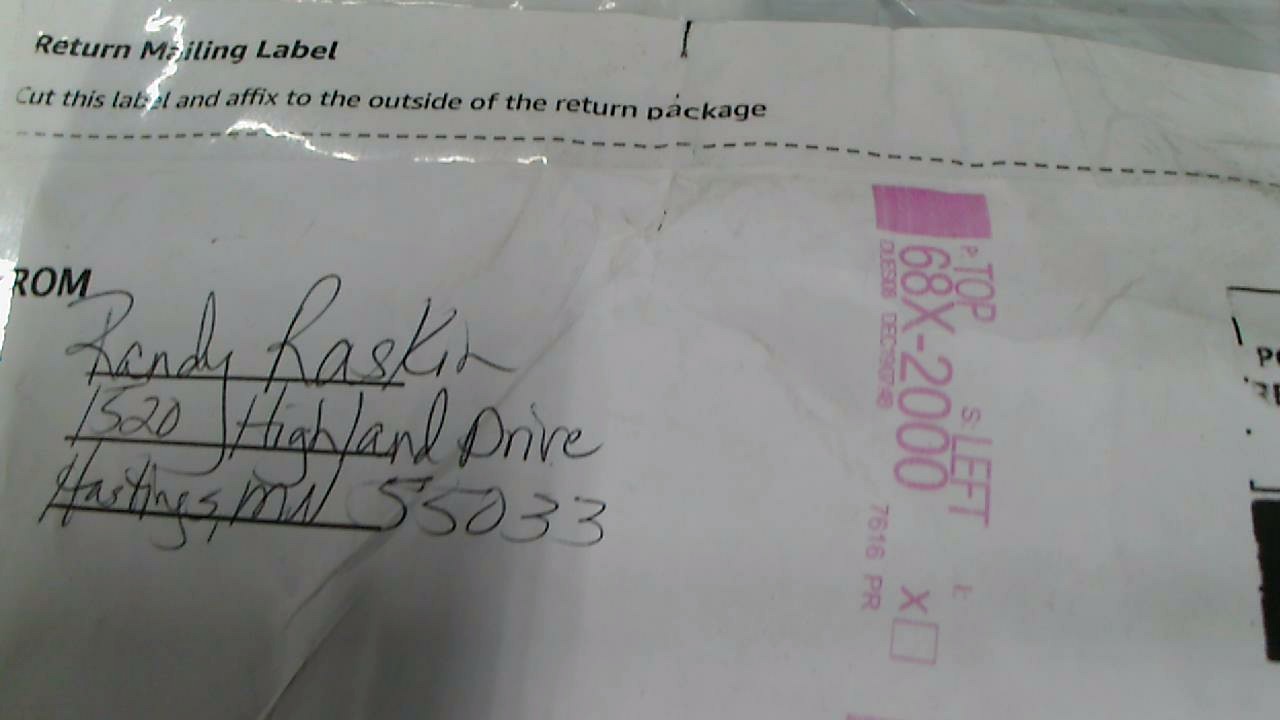 Return Mailing Label
Cut this label and affix to the outside of the return package
ROM
Randy Raskin
1520 Highland Drive
Hastings, MN 55033
P: TOP S: LEFT I:
68X-2000 X
7616 PR